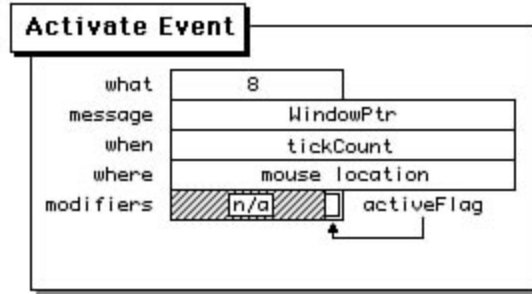 Activate Event
what 8
message WindowPtr
when tickCount
where mouse location
modifiers n/a activeFlag